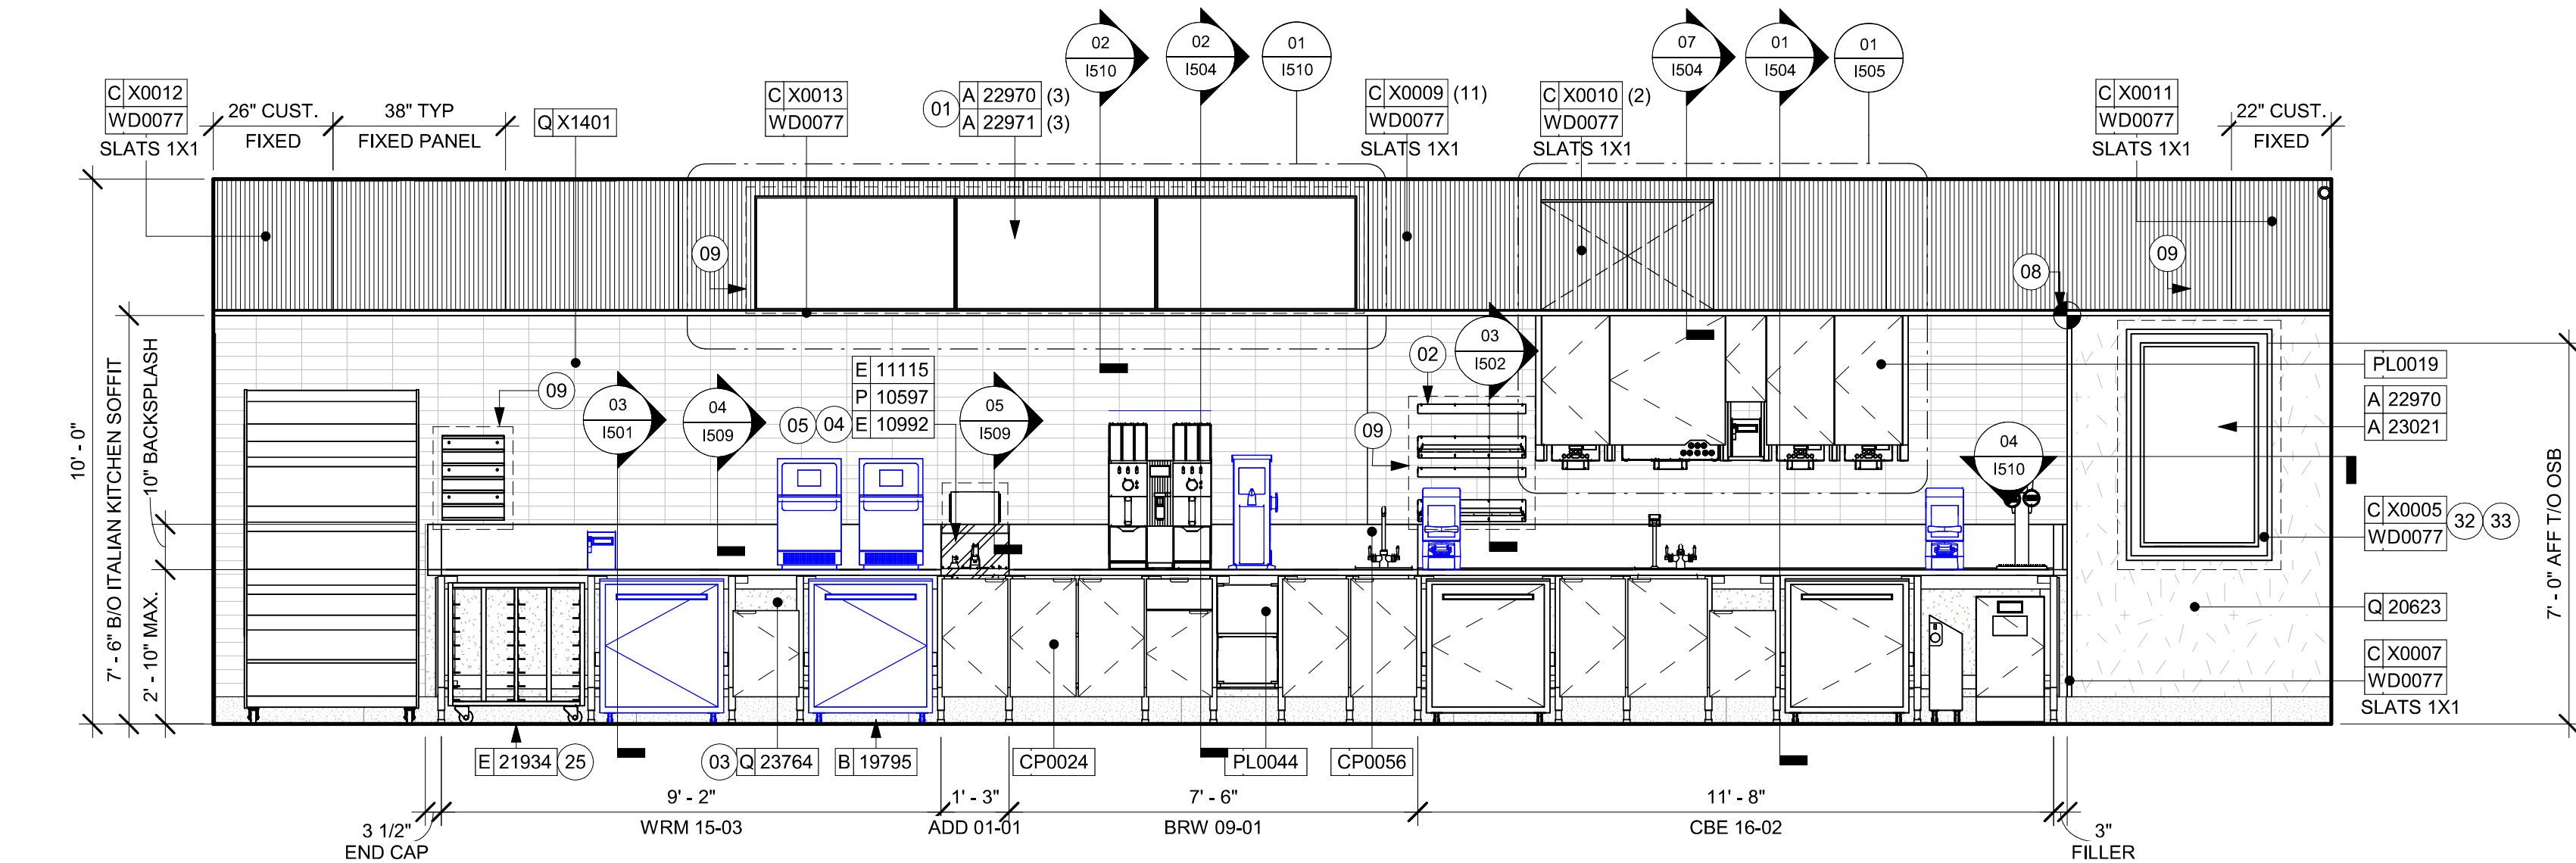 02
I510
02
I504
01
I510
07
I504
01
I504
01
I505
C X0012
WD0077
SLATS 1X1
26" CUST.
FIXED
38" TYP
FIXED PANEL
Q X1401
C X0013
WD0077
01
A 22970 (3)
A 22971 (3)
C X0009 (11)
WD0077
SLATS 1X1
C X0010 (2)
WD0077
SLATS 1X1
C X0011
WD0077
SLATS 1X1
22" CUST.
FIXED
09
09
08
10' - 0"
7' - 6" B/O ITALIAN KITCHEN SOFFIT
10" BACKSPLASH
2' - 10" MAX.
09
03
I501
04
I509
05
04
E 11115
P 10597
E 10992
05
I509
09
02
03
I502
04
I510
PL0019
A 22970
A 23021
C X0005
WD0077
32
33
Q 20623
C X0007
WD0077
SLATS 1X1
7' - 0" AFF T/O OSB
E 21934
25
03
Q 23764
B 19795
CP0024
PL0044
CP0056
9' - 2"
1' - 3"
7' - 6"
11' - 8"
3 1/2"
END CAP
WRM 15-03
ADD 01-01
BRW 09-01
CBE 16-02
3"
FILLER